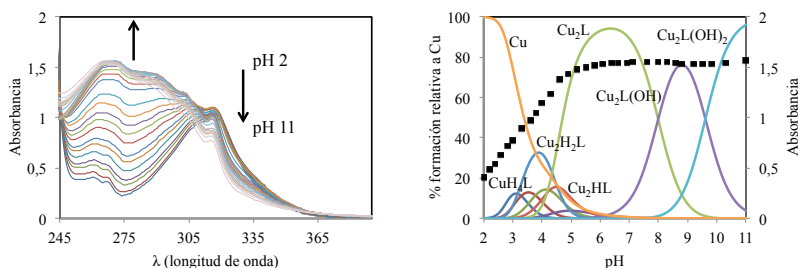 Absorbancia
2
1,5
1
0,5
0
245
275
305
335
365
λ (longitud de onda)
pH 2
pH 11
% formación relativa a Cu
100
80
60
40
20
0
2
3
4
5
6
7
8
9
10
11
pH
Cu
Cu₂L
Cu₂L(OH)₂
Cu₂L(OH)
Cu₂H₂L
Cu₂HL
2
1,5
1
0,5
0
Absorbancia